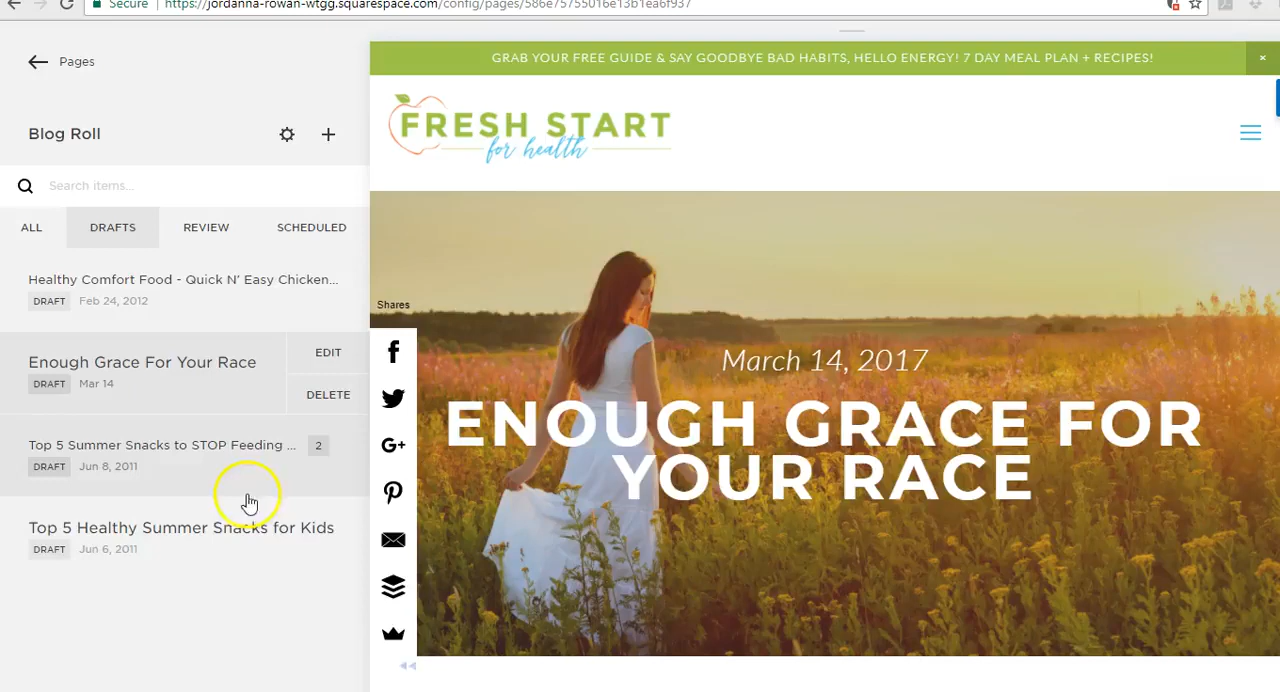 Secure
https://jordanna-rowan-wtgg.squarespace.com/config/pages/586e75755016e13b1ea6f937
Pages
Blog Roll
Search items...
ALL
DRAFTS
REVIEW
SCHEDULED
Healthy Comfort Food - Quick N' Easy Chicken...
DRAFT
Feb 24, 2012
Enough Grace For Your Race
EDIT
DRAFT
Mar 14
DELETE
Top 5 Summer Snacks to STOP Feeding ...
2
DRAFT
Jun 8, 2011
Top 5 Healthy Summer Snacks for Kids
DRAFT
Jun 6, 2011
GRAB YOUR FREE GUIDE & SAY GOODBYE BAD HABITS, HELLO ENERGY! 7 DAY MEAL PLAN + RECIPES!
×
FRESH START
for health
Shares
March 14, 2017
ENOUGH GRACE FOR
YOUR RACE